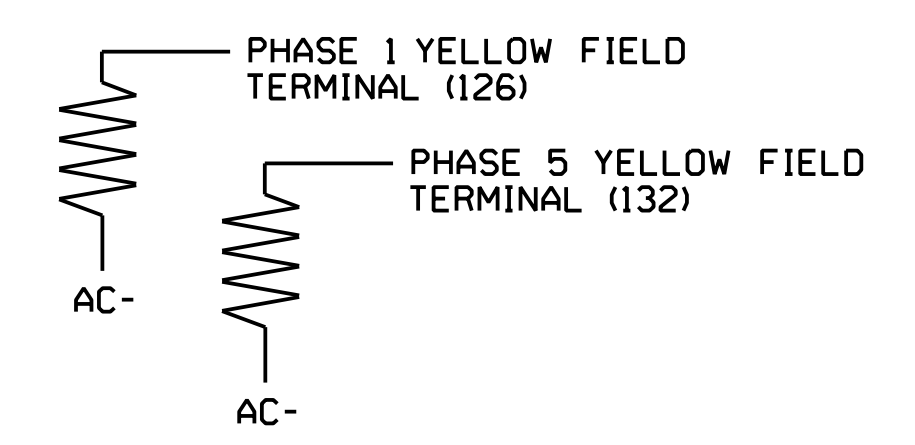 PHASE 1 YELLOW FIELD
TERMINAL (126)
PHASE 5 YELLOW FIELD
TERMINAL (132)
AC-
AC-